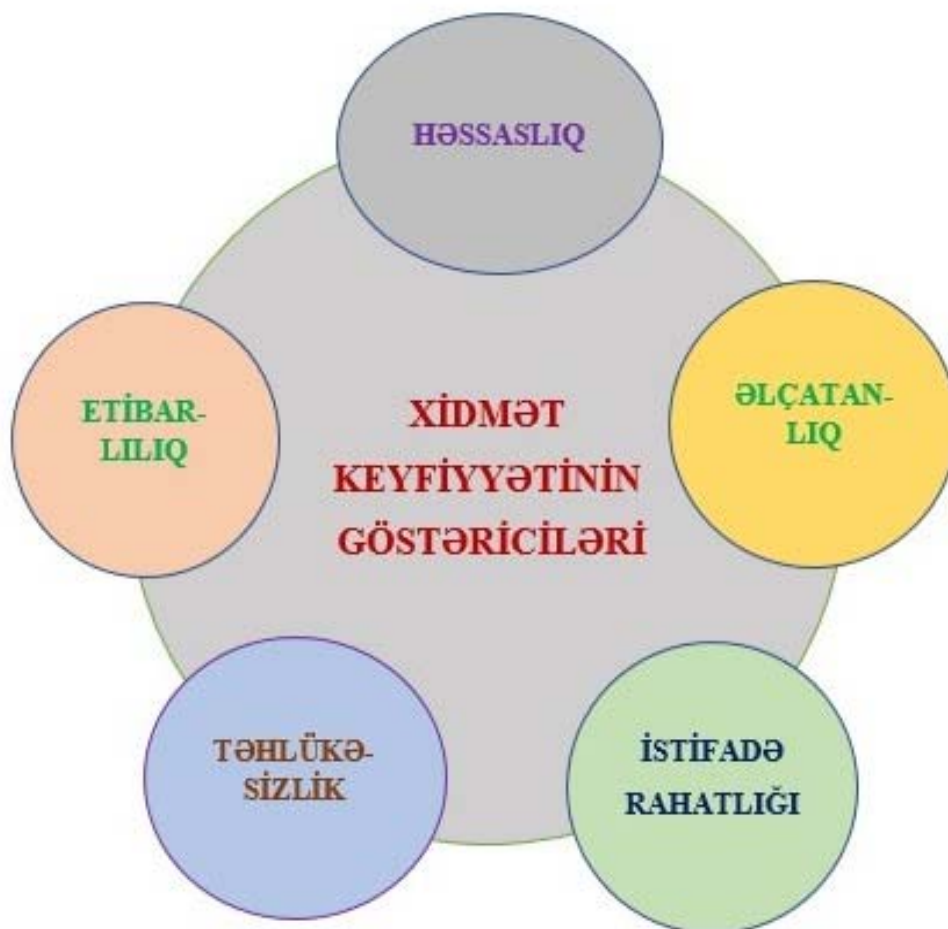 HƏSSASLIQ
ETİBAR-
LILIQ
ƏLÇATAN-
LIQ
XİDMƏT
KEYFİYYƏTİNİN
GÖSTƏRİCİLƏRİ
TƏHLÜKƏ-
SİZLİK
İSTİFADƏ
RAHATLIĞI